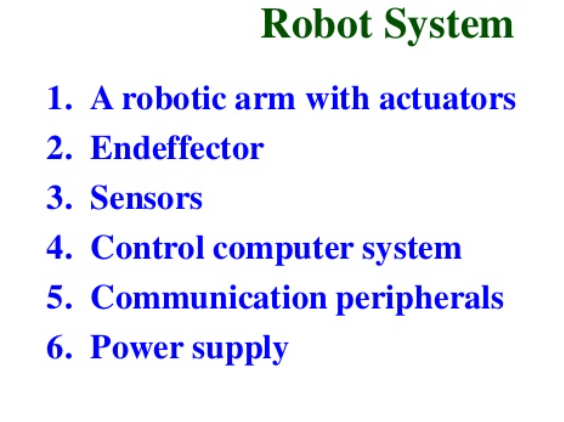 Robot System
1. A robotic arm with actuators
2. Endeffector
3. Sensors
4. Control computer system
5. Communication peripherals
6. Power supply